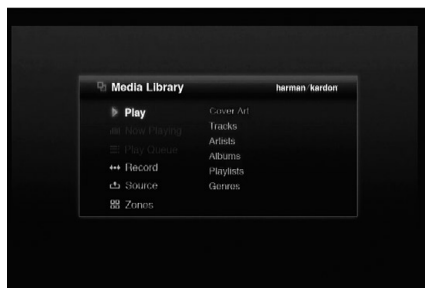 Media Library
harman/kardon
Play
Now Playing
Play Queue
Record
Source
Zones
Cover Art
Tracks
Artists
Albums
Playlists
Genres